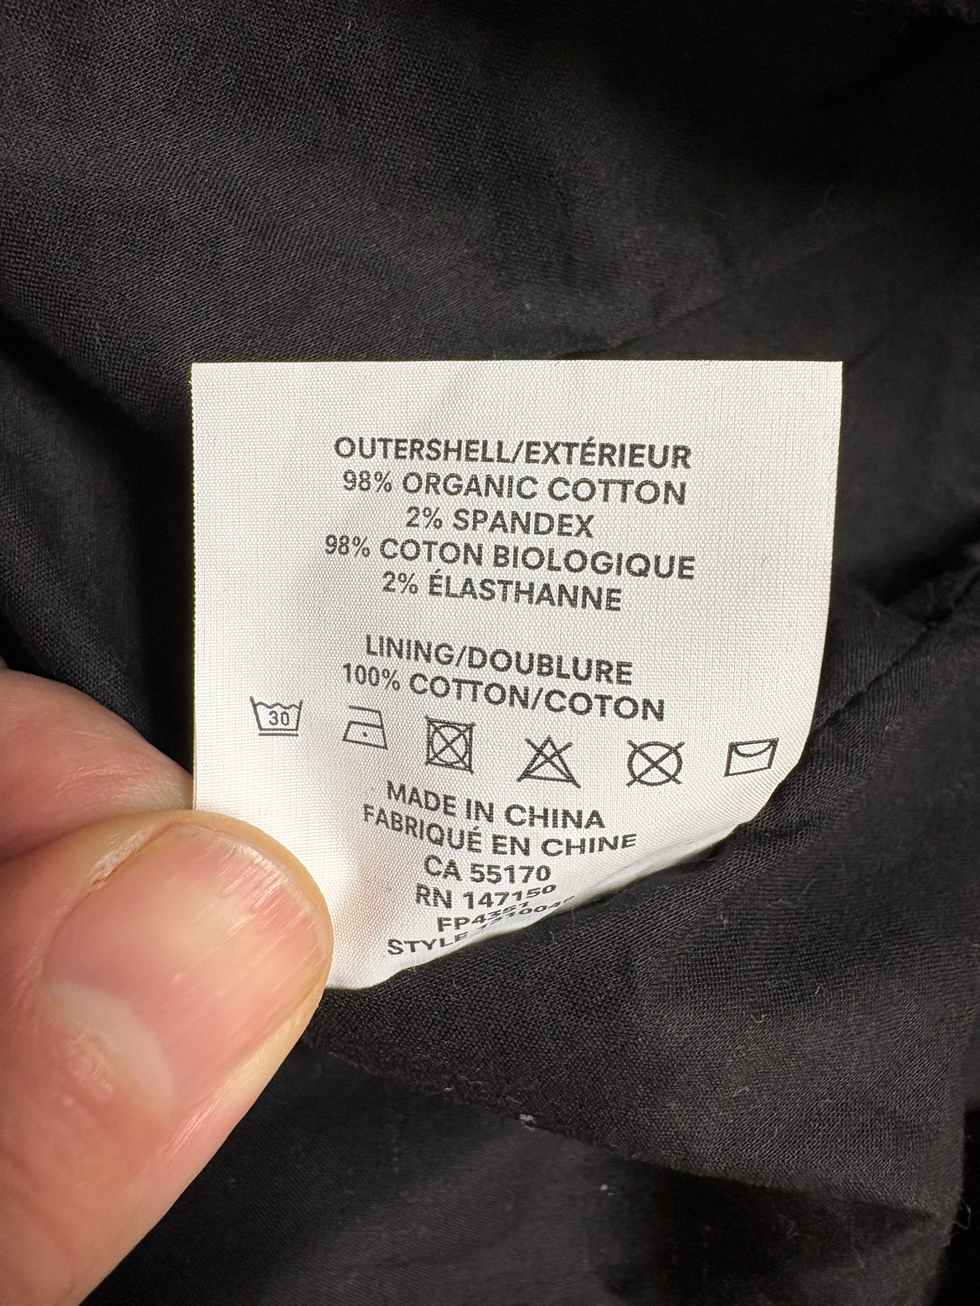 OUTERSHELL/EXTÉRIEUR
98% ORGANIC COTTON
2% SPANDEX
98% COTON BIOLOGIQUE
2% ÉLASTHANNE
LINING/DOUBLURE
100% COTTON/COTON
30
MADE IN CHINA
FABRIQUÉ EN CHINE
CA 55170
RN 147150
STYLE